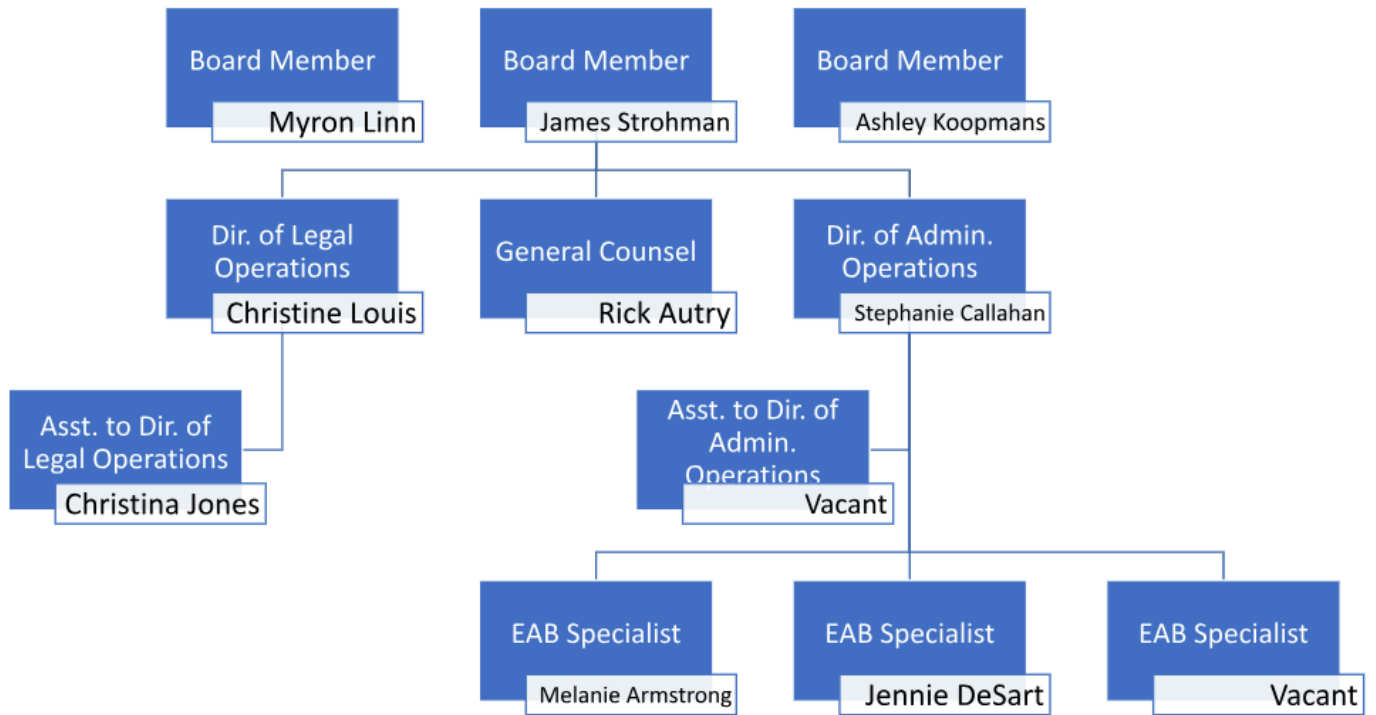 Board Member
Myron Linn
Board Member
James Strohman
Board Member
Ashley Koopmans
Dir. of Legal
Operations
Christine Louis
General Counsel
Rick Autry
Dir. of Admin.
Operations
Stephanie Callahan
Asst. to Dir. of
Legal Operations
Christina Jones
Asst. to Dir. of
Admin.
Operations
Vacant
EAB Specialist
Melanie Armstrong
EAB Specialist
Jennie DeSart
EAB Specialist
Vacant